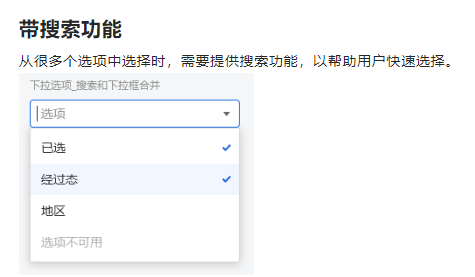 带搜索功能
从很多个选项中选择时，需要提供搜索功能，以帮助用户快速选择。
下拉选项_搜索和下拉框合并
选项
已选
经过态
地区
选项不可用